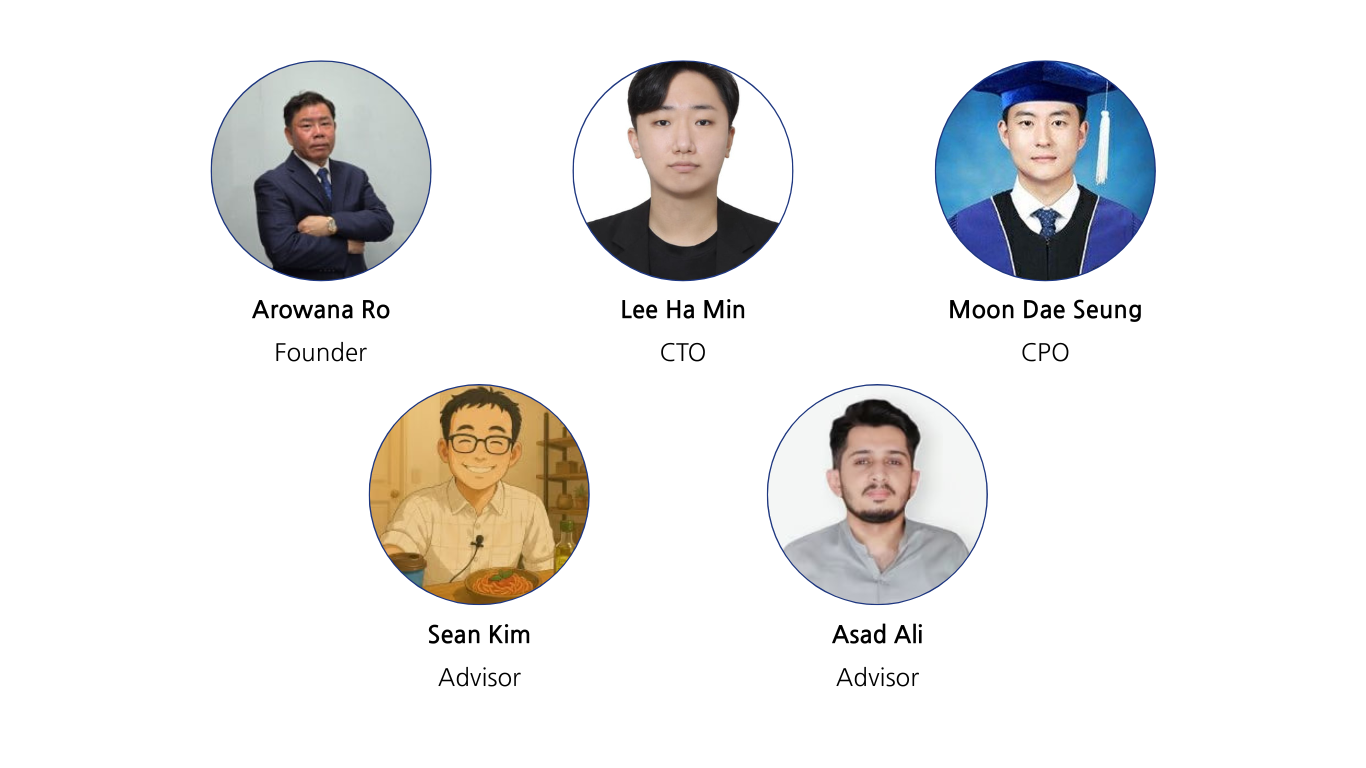 Arowana Ro
Founder
Lee Ha Min
CTO
Moon Dae Seung
CPO
Sean Kim
Advisor
Asad Ali
Advisor